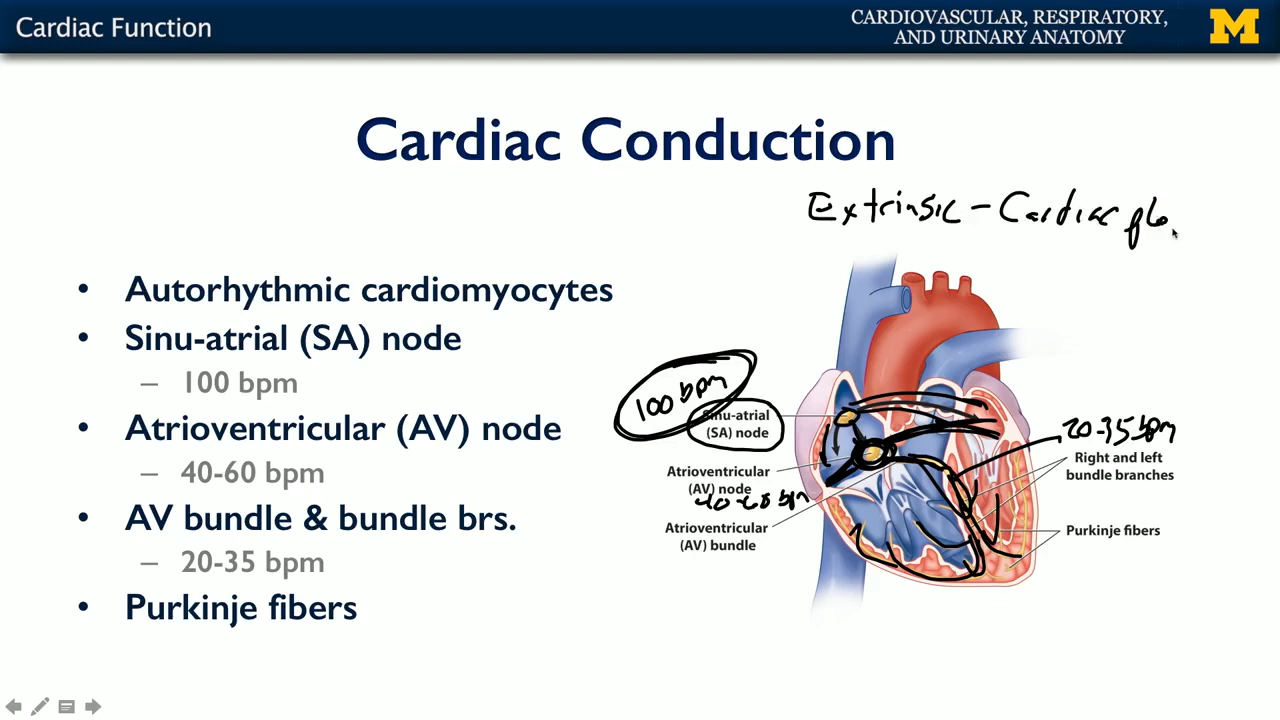 Cardiac Function
CARDIOVASCULAR, RESPIRATORY,
AND URINARY ANATOMY
M
Cardiac Conduction
Extrinsic - Cardiac
• Autorhythmic cardiomyocytes
• Sinu-atrial (SA) node
– 100 bpm
• Atrioventricular (AV) node
– 40-60 bpm
• AV bundle & bundle brs.
– 20-35 bpm
• Purkinje fibers
100 bpm
Sinu-atrial
(SA) node
Atrioventricular
(AV) node
40-60 bpm
Atrioventricular
(AV) bundle
20-35 bpm
Right and left
bundle branches
Purkinje fibers